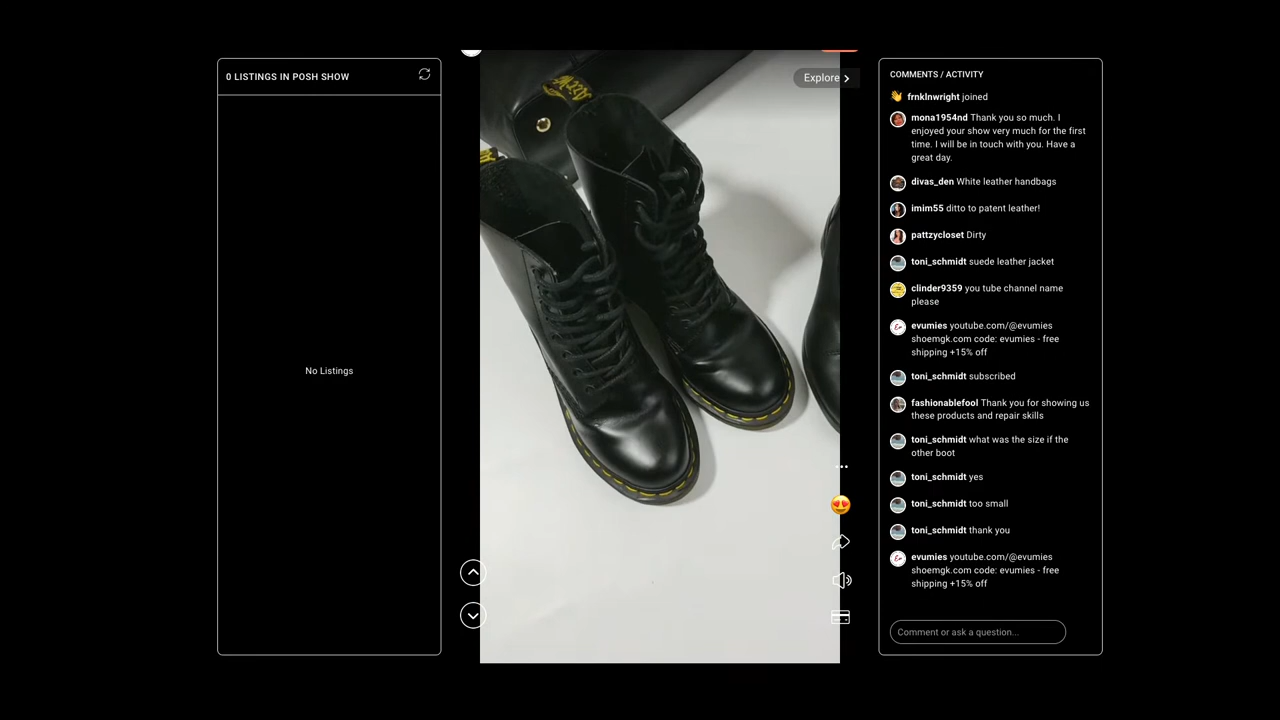 0 LISTINGS IN POSH SHOW
No Listings
Explore
COMMENTS / ACTIVITY
frnklnwright joined
mona1954nd Thank you so much. I
enjoyed your show very much for the first
time. I will be in touch with you. Have a
great day.
divas_den White leather handbags
imim55 ditto to patent leather!
pattzycloset Dirty
toni_schmidt suede leather jacket
clinder9359 you tube channel name
please
evumies youtube.com/@evumies
shoemgk.com code: evumies - free
shipping +15% off
toni_schmidt subscribed
fashionablefool Thank you for showing us
these products and repair skills
toni_schmidt what was the size if the
other boot
toni_schmidt yes
toni_schmidt too small
toni_schmidt thank you
evumies youtube.com/@evumies
shoemgk.com code: evumies - free
shipping +15% off
Comment or ask a question...